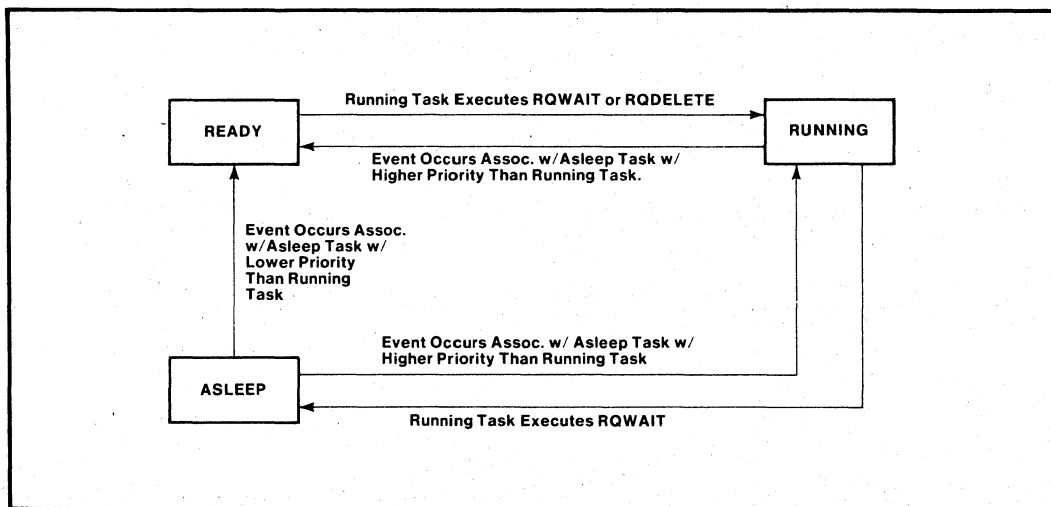 Running Task Executes RQWAIT or RQDELETE
READY
RUNNING
Event Occurs Assoc. w/Asleep Task w/
Higher Priority Than Running Task.
Event Occurs Assoc.
w/Asleep Task w/
Lower Priority
Than Running
Task
Event Occurs Assoc. w/ Asleep Task w/
Higher Priority Than Running Task
ASLEEP
Running Task Executes RQWAIT